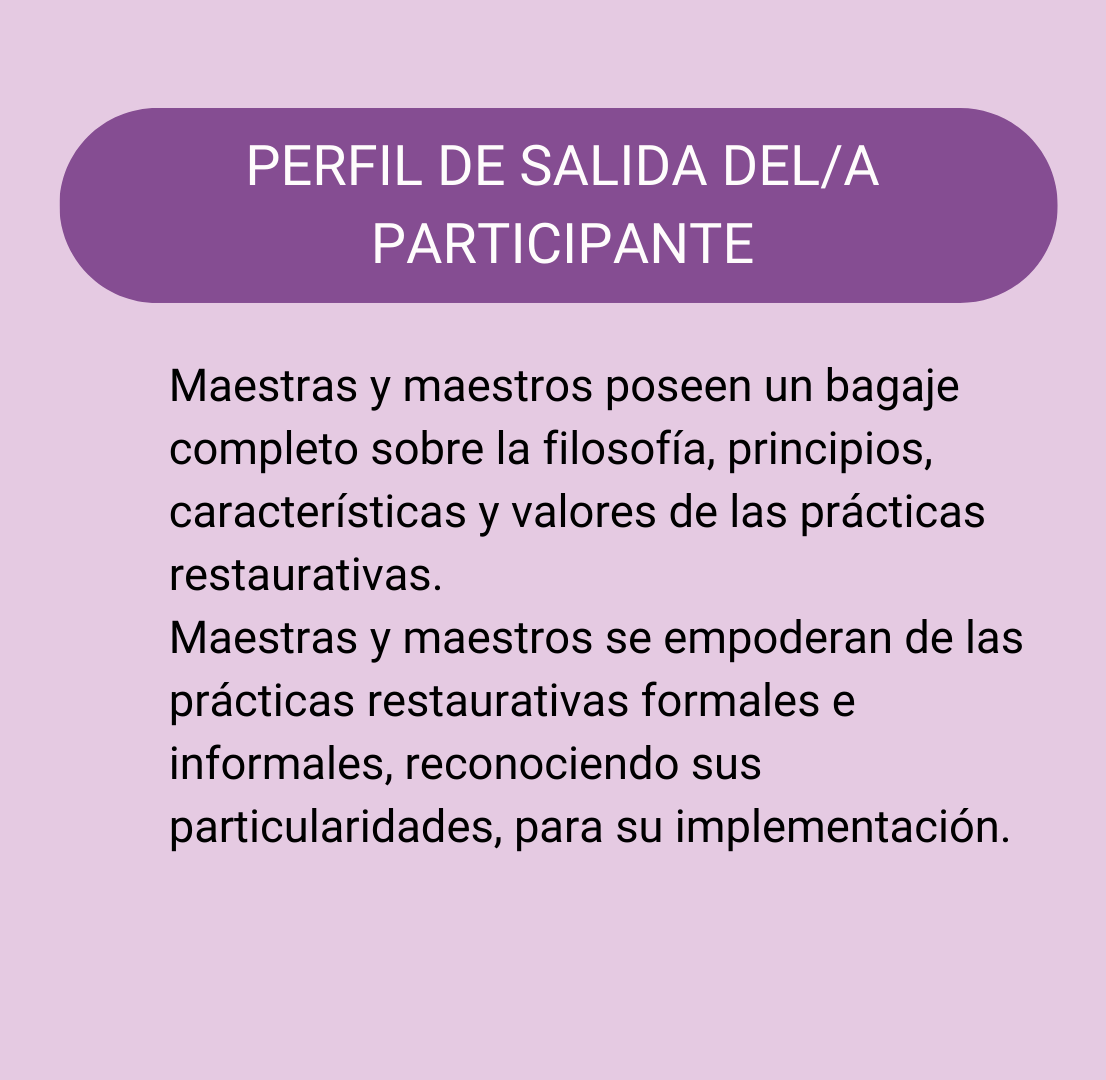 PERFIL DE SALIDA DEL/A
PARTICIPANTE
Maestras y maestros poseen un bagaje
completo sobre la filosofía, principios,
características y valores de las prácticas
restaurativas.
Maestras y maestros se empoderan de las
prácticas restaurativas formales e
informales, reconociendo sus
particularidades, para su implementación.